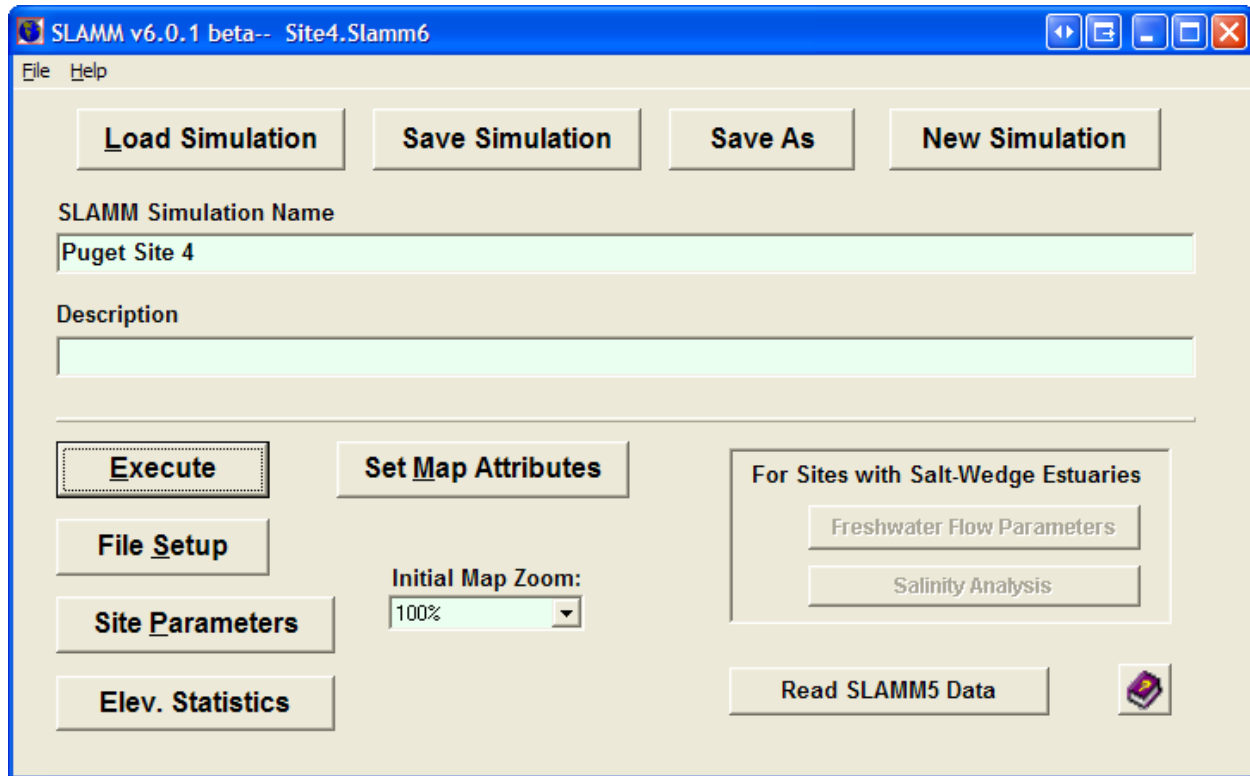 SLAMM v6.0.1 beta-- Site4.Slamm6
File Help
Load Simulation Save Simulation Save As New Simulation
SLAMM Simulation Name
Puget Site 4
Description
Execute Set Map Attributes
For Sites with Salt-Wedge Estuaries
Freshwater Flow Parameters
File Setup
Initial Map Zoom:
Salinity Analysis
100%
Site Parameters
Read SLAMM5 Data
Elev. Statistics